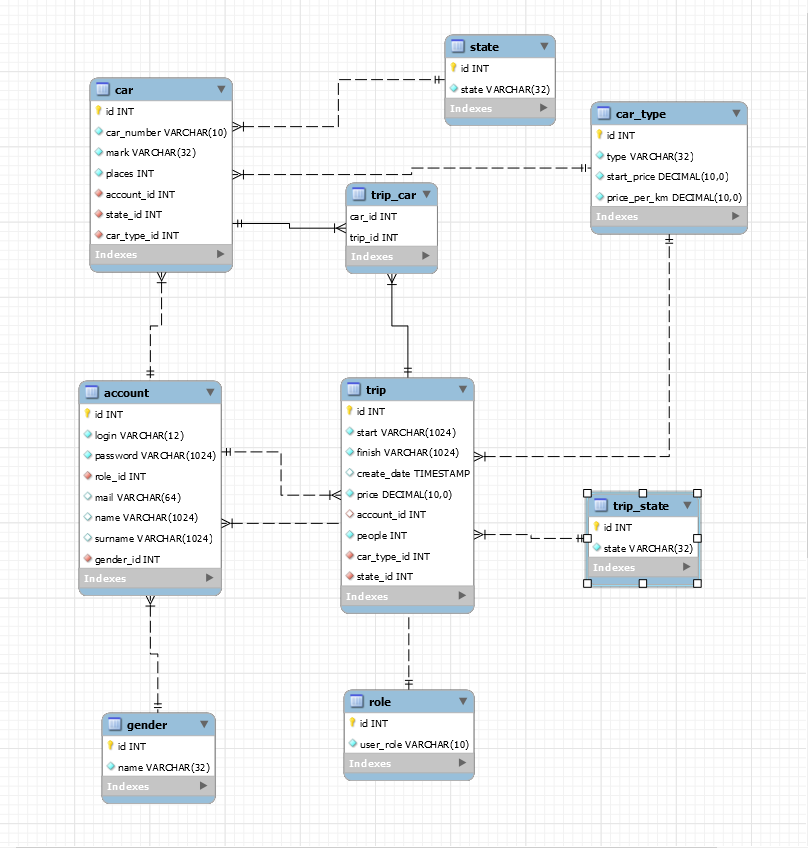 state
id INT
state VARCHAR(32)
Indexes
car
id INT
car_number VARCHAR(10)
mark VARCHAR(32)
places INT
account_id INT
state_id INT
car_type_id INT
Indexes
car_type
id INT
type VARCHAR(32)
start_price DECIMAL(10,0)
price_per_km DECIMAL(10,0)
Indexes
trip_car
car_id INT
trip_id INT
Indexes
account
id INT
login VARCHAR(12)
password VARCHAR(1024)
role_id INT
mail VARCHAR(64)
name VARCHAR(1024)
surname VARCHAR(1024)
gender_id INT
Indexes
trip
id INT
start VARCHAR(1024)
finish VARCHAR(1024)
create_date TIMESTAMP
price DECIMAL(10,0)
account_id INT
people INT
car_type_id INT
state_id INT
Indexes
trip_state
id INT
state VARCHAR(32)
Indexes
gender
id INT
name VARCHAR(32)
Indexes
role
id INT
user_role VARCHAR(10)
Indexes